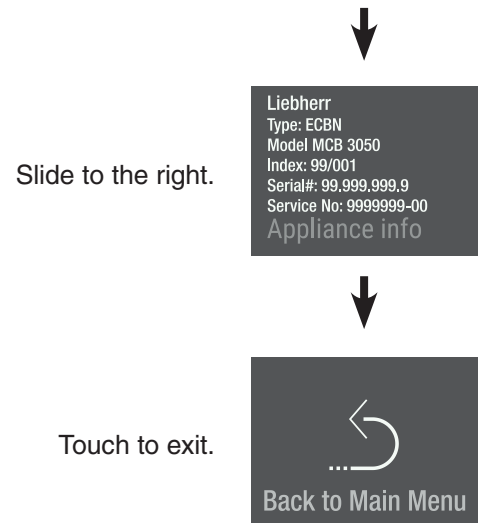 Liebherr
Type: ECBN
Model MCB 3050
Index: 99/001
Serial#: 99.999.999.9
Service No: 9999999-00
Appliance info
Slide to the right.
Touch to exit.
Back to Main Menu